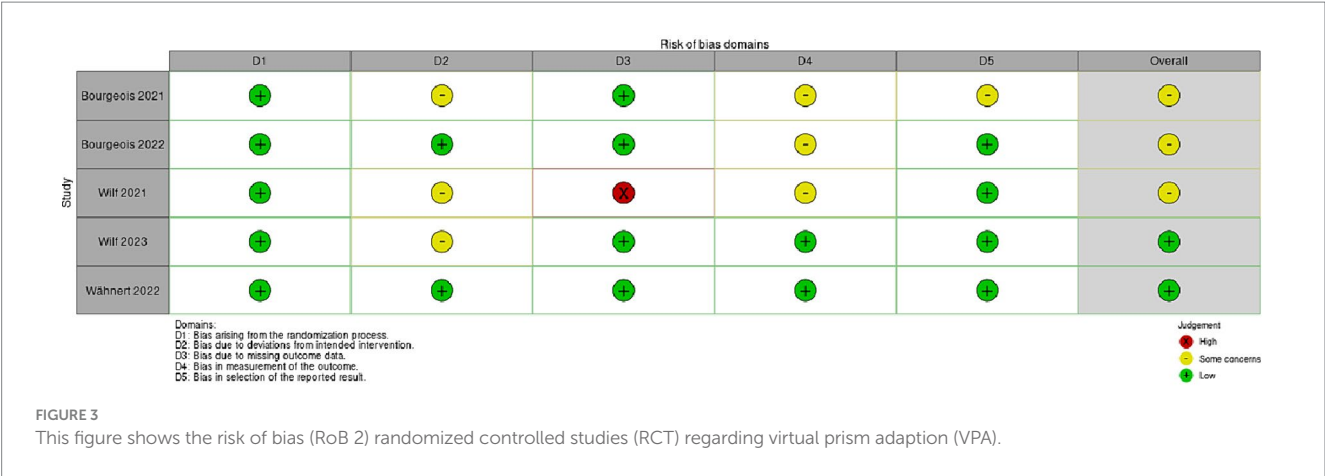 Risk of bias domains
D1 D2 D3 D4 D5 Overall
Study
Bourgeois 2021 + - + - - -
Bourgeois 2022 + + + - + -
Wilf 2021 + - X - + -
Wilf 2023 + - + + + +
Wähnert 2022 + + + + + +
Domains:
D1: Bias arising from the randomization process.
D2: Bias due to deviations from intended intervention.
D3: Bias due to missing outcome data.
D4: Bias in measurement of the outcome.
D5: Bias in selection of the reported result.
Judgement
X High
- Some concerns
+ Low
FIGURE 3
This figure shows the risk of bias (RoB 2) randomized controlled studies (RCT) regarding virtual prism adaption (VPA).